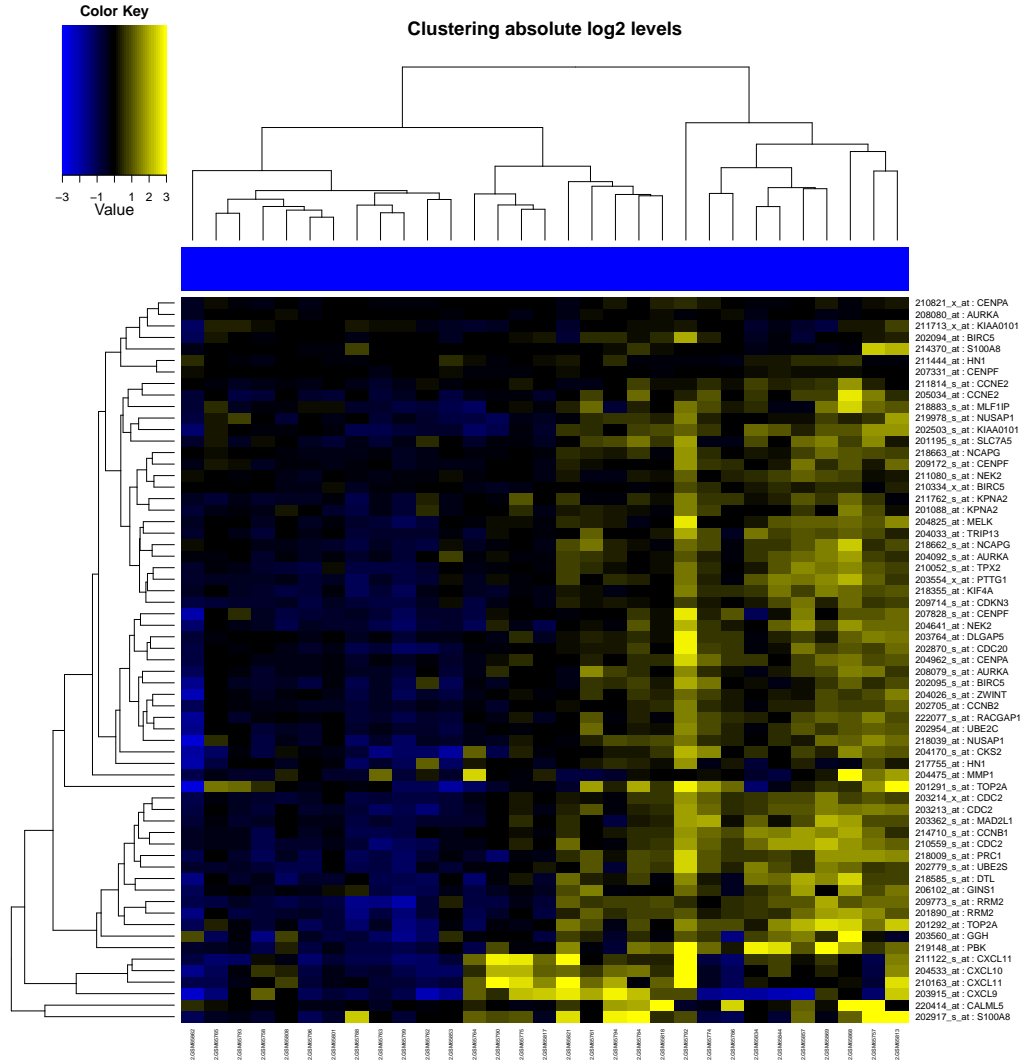 Color Key
−3 −1 1 2 3
Value
Clustering absolute log2 levels
210821_x_at : CENPA
208080_at : AURKA
211713_x_at : KIAA0101
202094_at : BIRC5
214370_at : S100A8
211444_at : HN1
207331_at : CENPF
211814_s_at : CCNE2
205034_at : CCNE2
218883_s_at : MLF1IP
219978_s_at : NUSAP1
202503_s_at : KIAA0101
201195_s_at : SLC7A5
218663_at : NCAPG
209172_s_at : CENPF
211080_s_at : NEK2
210334_x_at : BIRC5
211762_s_at : KPNA2
201088_at : KPNA2
204825_at : MELK
204033_at : TRIP13
218662_s_at : NCAPG
204092_s_at : AURKA
210052_s_at : TPX2
203554_x_at : PTTG1
218355_at : KIF4A
209714_s_at : CDKN3
207828_s_at : CENPF
204641_at : NEK2
203764_at : DLGAP5
202870_s_at : CDC20
204962_s_at : CENPA
208079_s_at : AURKA
202095_s_at : BIRC5
204026_s_at : ZWINT
202705_at : CCNB2
222077_s_at : RACGAP1
202954_at : UBE2C
218039_at : NUSAP1
204170_s_at : CKS2
217755_at : HN1
204475_at : MMP1
201291_s_at : TOP2A
203214_x_at : CDC2
203213_at : CDC2
203362_s_at : MAD2L1
214710_s_at : CCNB1
210559_s_at : CDC2
218009_s_at : PRC1
202779_s_at : UBE2S
218585_s_at : DTL
206102_at : GINS1
209773_s_at : RRM2
201890_at : RRM2
201292_at : TOP2A
203560_at : GGH
219148_at : PBK
211122_s_at : CXCL11
204533_at : CXCL10
210163_at : CXCL11
203915_at : CXCL9
220414_at : CALML5
202917_s_at : S100A8